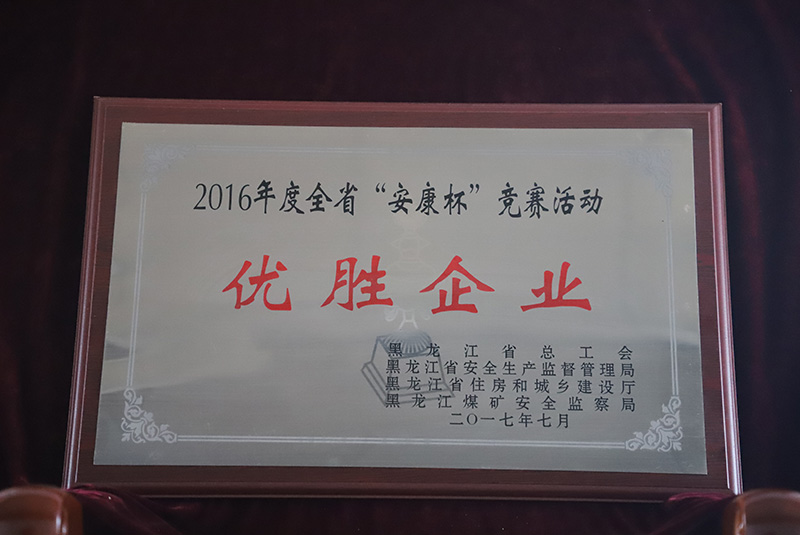 2016年度全省“安康杯”竞赛活动
优胜企业
黑龙江省总工会
黑龙江省安全生产监督管理局
黑龙江省住房和城乡建设厅
黑龙江煤矿安全监察局
二〇一七年七月